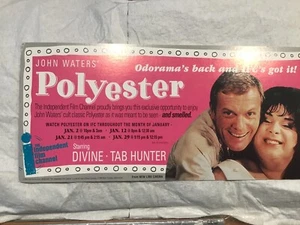 JOHN WATERS'
Odorama's back and IFC's got it!
Polyester
The Independent Film Channel proudly brings you this exclusive opportunity to enjoy
John Waters' cult classic Polyester as it was meant to be seen - and smelled.
WATCH POLYESTER ON IFC THROUGHOUT THE MONTH OF JANUARY
Starring
DIVINE · TAB HUNTER
the
independent
film
channel